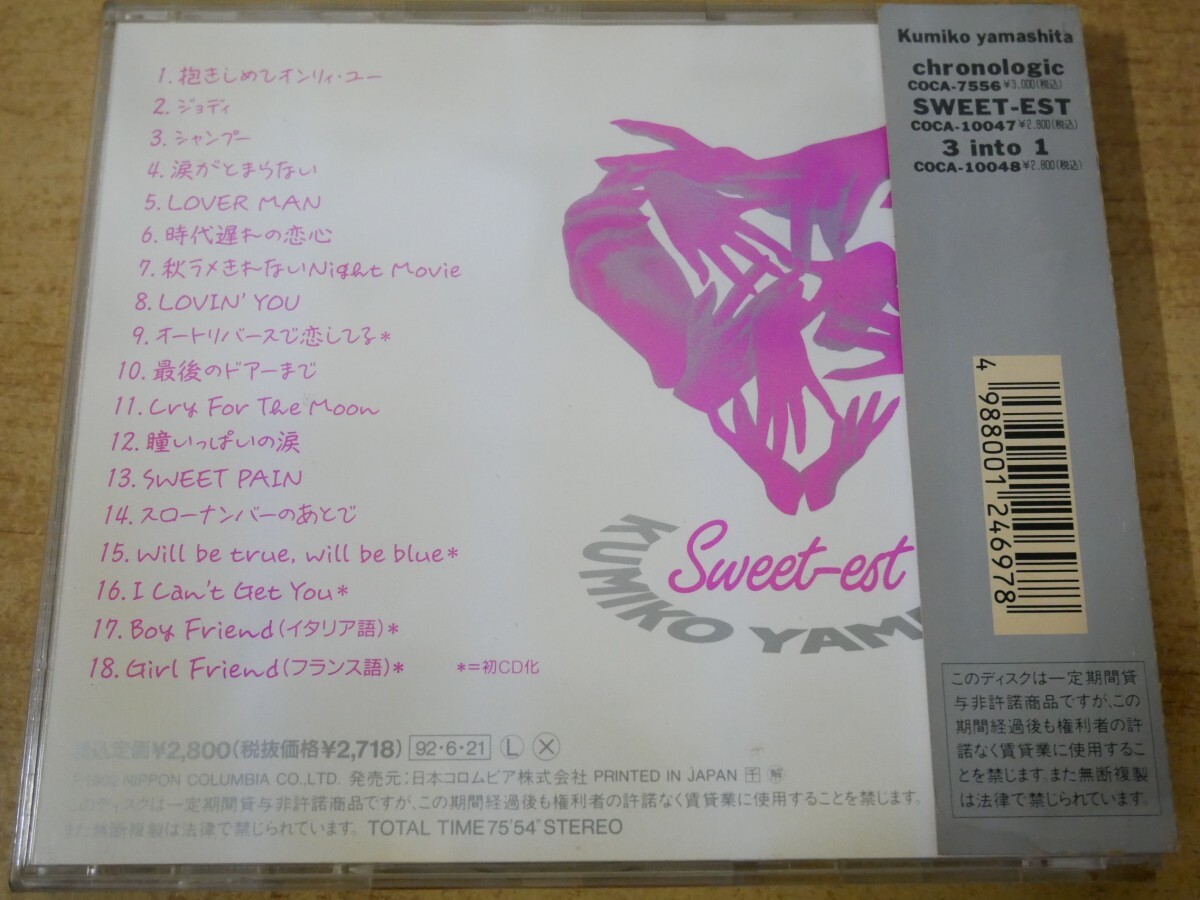 1. 抱きしめてオンリィ・ユー
2. ジョディ
3. シャンプー
4. 涙がとまらない
5. LOVER MAN
6. 時代遅れの恋心
7. 秋ラメきれないNight Movie
8. LOVIN' YOU
9. オートリバースで恋してる*
10. 最後のドアーまで
11. Cry For The Moon
12. 瞳いっぱいの涙
13. SWEET PAIN
14. スローナンバーのあとで
15. Will be true, will be blue*
16. I Can't Get You*
17. Boy Friend(イタリア語)*
18. Girl Friend(フランス語)* *=初CD化
Sweet-est
KUMIKO YAM
税込定価¥2,800(税抜価格¥2,718) 92・6・21 L X
NIPPON COLUMBIA CO.,LTD. 発売元:日本コロムビア株式会社 PRINTED IN JAPAN
このディスクは一定期間貸与非許諾商品ですが、この期間経過後も権利者の許諾なく賃貸業に使用することを禁じます。
また無断複製は法律で禁じられています。 TOTAL TIME 75'54" STEREO
Kumiko yamashita
chronologic
COCA-7556 ¥3,000(税込)
SWEET-EST
COCA-10047 ¥2,800(税込)
3 into 1
COCA-10048 ¥2,800(税込)
4 988001 246978
このディスクは一定期間貸
与非許諾商品ですが、この
期間経過後も権利者の許
諾なく賃貸業に使用するこ
とを禁じます。また無断複製
は法律で禁じられています。